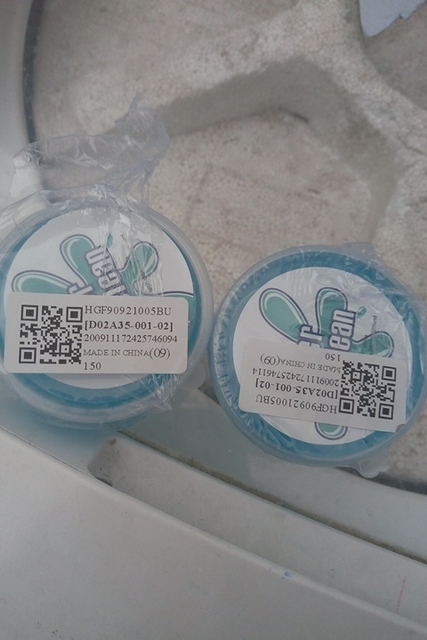 HGF90921005BU
[D02A35-001-02]
200911172425746094
MADE IN CHINA(09)
150
HGF90921005BU
[D02A35-001-02]
200911172425746114
MADE IN CHINA(09)
150